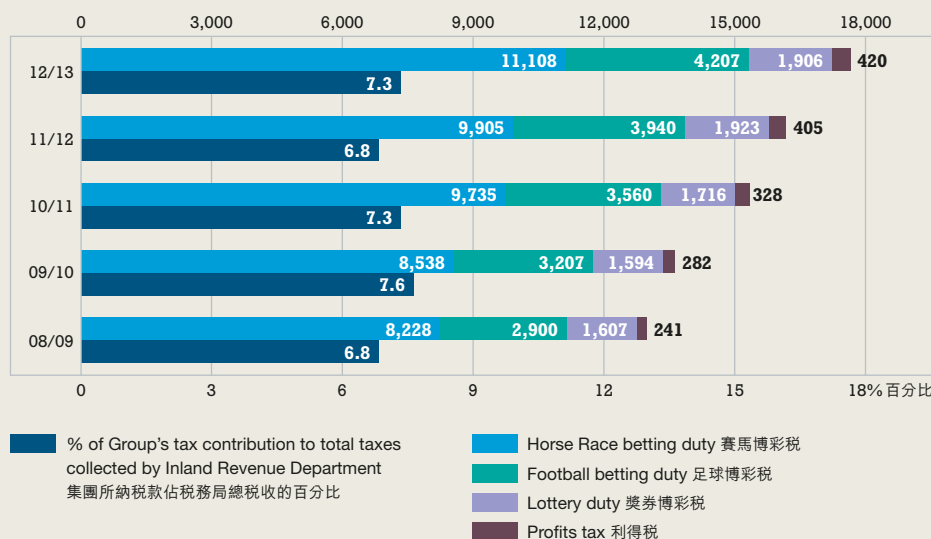 0 3,000 6,000 9,000 12,000 15,000 18,000
12/13 11,108 4,207 1,906 420
7.3
11/12 9,905 3,940 1,923 405
6.8
10/11 9,735 3,560 1,716 328
7.3
09/10 8,538 3,207 1,594 282
7.6
08/09 8,228 2,900 1,607 241
6.8
0 3 6 9 12 15 18% 百分比
% of Group's tax contribution to total taxes
collected by Inland Revenue Department
集團所納稅款佔稅務局總稅收的百分比
Horse Race betting duty 賽馬博彩稅
Football betting duty 足球博彩稅
Lottery duty 獎券博彩稅
Profits tax 利得稅